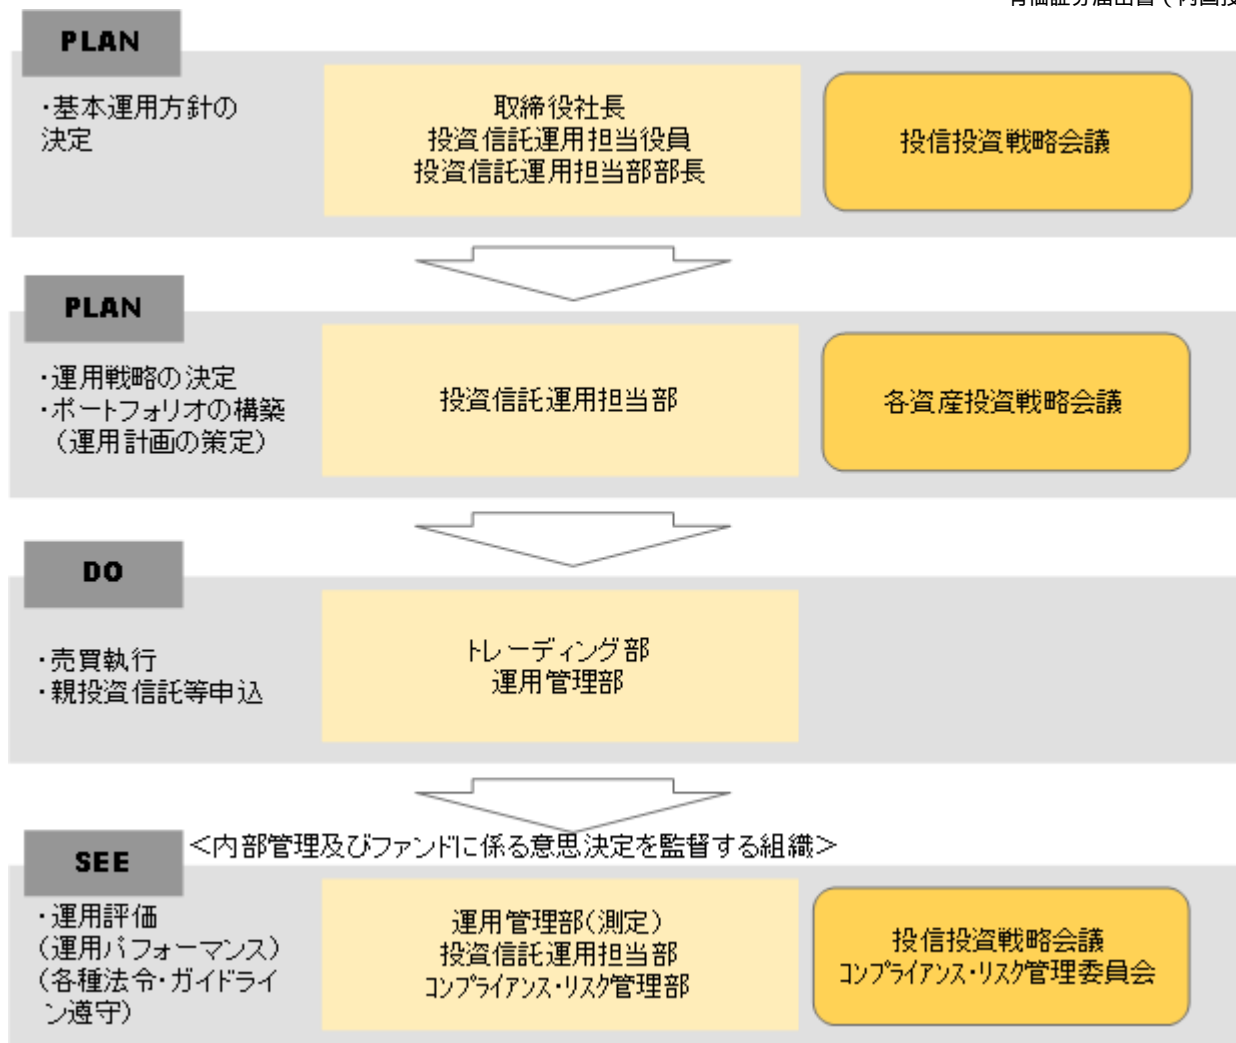 有価証券届出書（内国投
PLAN
・基本運用方針の
決定
取締役社長
投資信託運用担当役員
投資信託運用担当部部長
投信投資戦略会議
PLAN
・運用戦略の決定
・ポートフォリオの構築
（運用計画の策定）
投資信託運用担当部
各資産投資戦略会議
DO
・売買執行
・親投資信託等申込
トレーディング部
運用管理部
SEE
＜内部管理及びファンドに係る意思決定を監督する組織＞
・運用評価
（運用パフォーマンス）
（各種法令・ガイドライ
ン遵守）
運用管理部（測定）
投資信託運用担当部
コンプライアンス・リスク管理部
投信投資戦略会議
コンプライアンス・リスク管理委員会